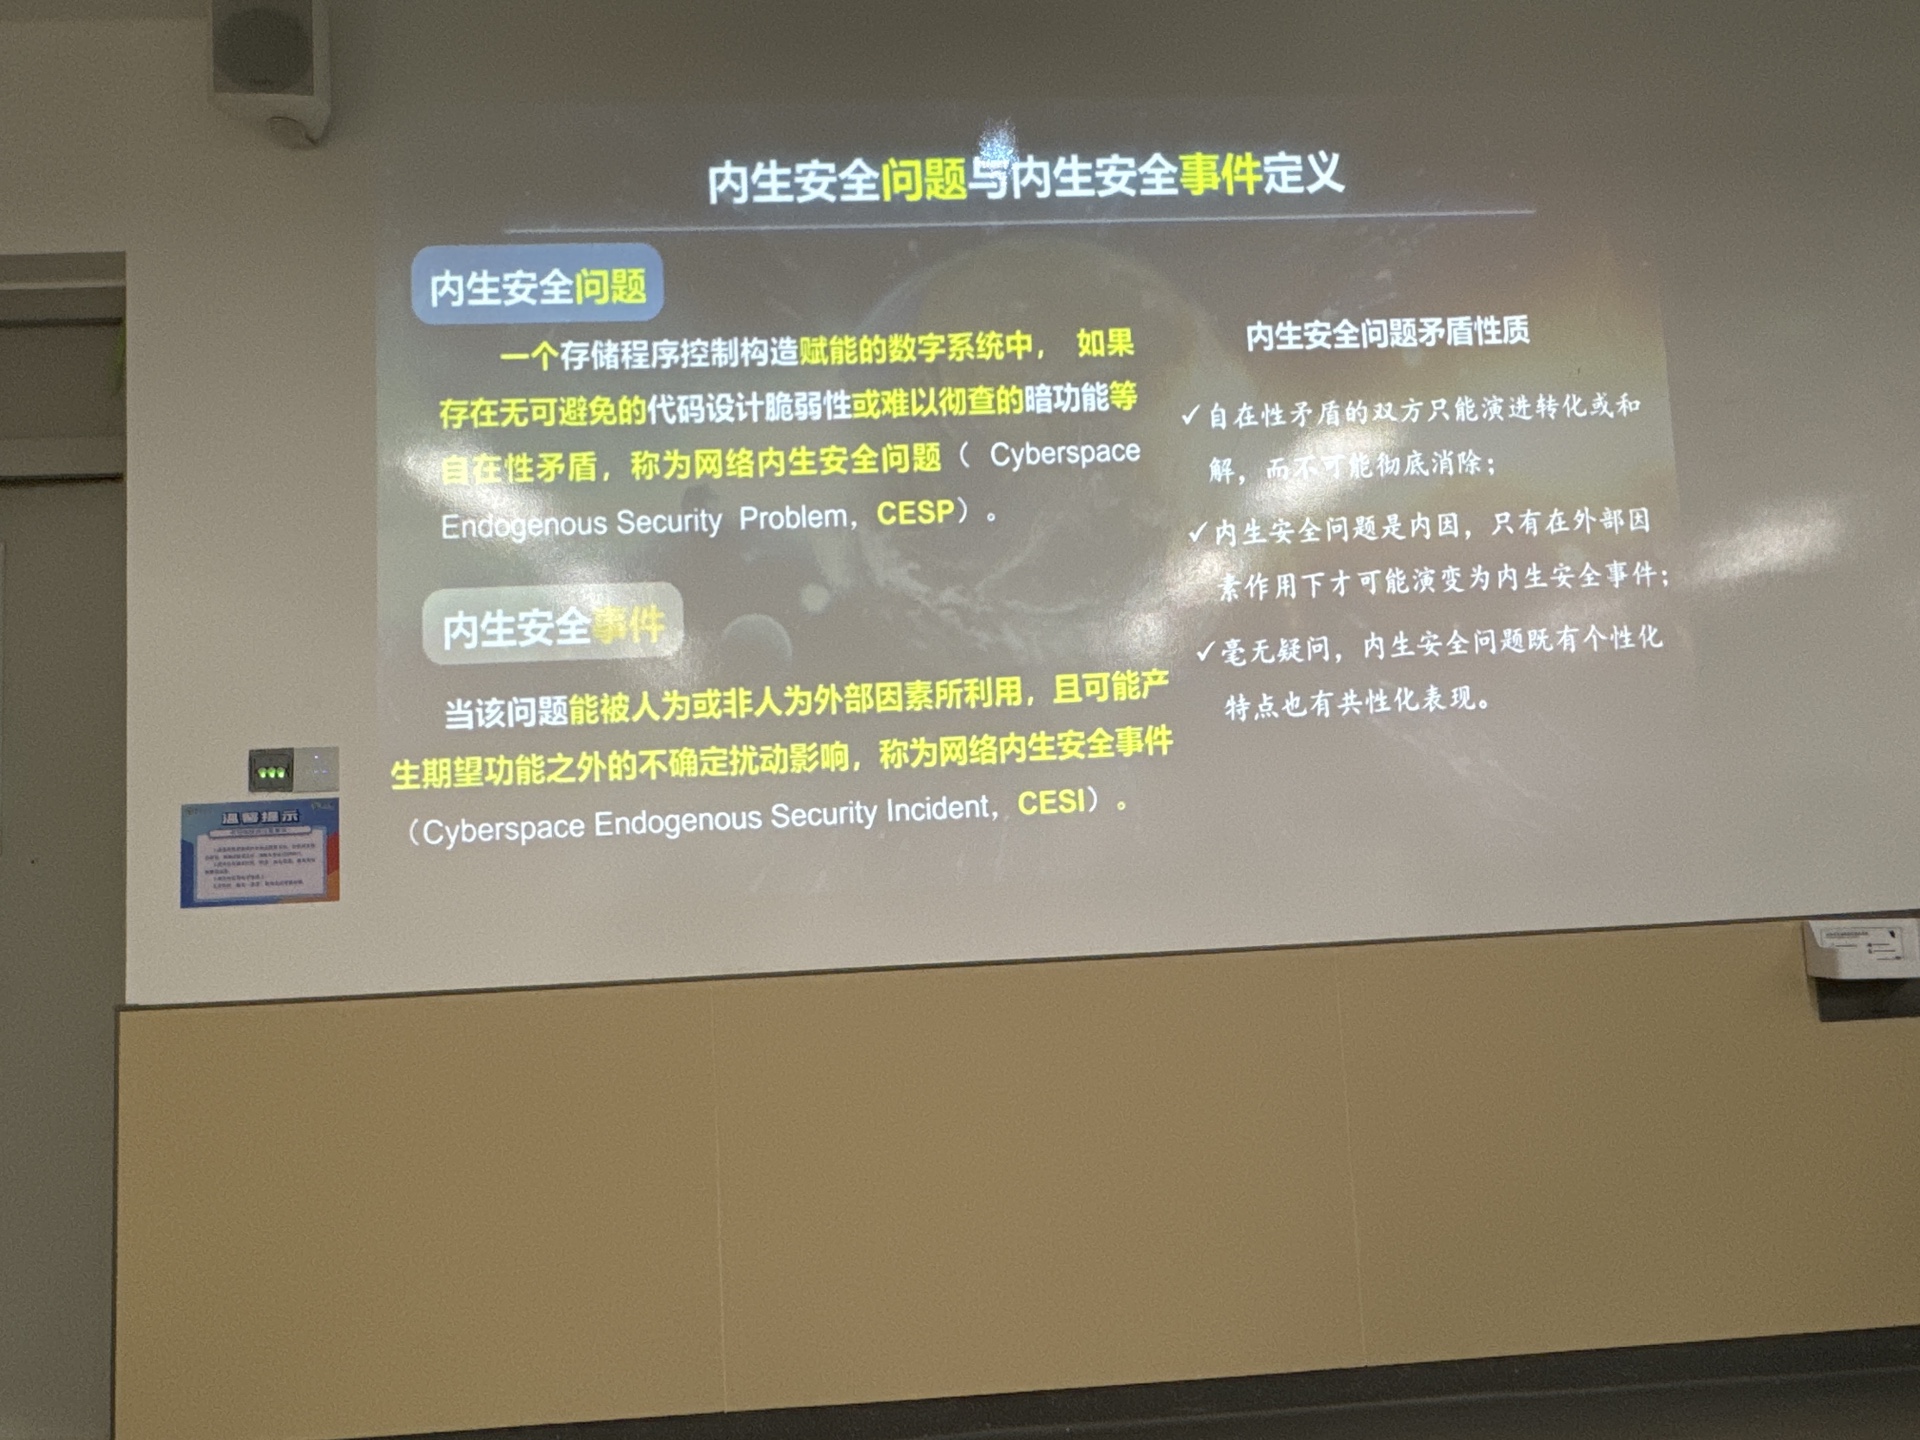 内生安全问题与内生安全事件定义
内生安全问题
一个存储程序控制构造赋能的数字系统中， 如果
存在无可避免的代码设计脆弱性或难以彻查的暗功能等
自在性矛盾，称为网络内生安全问题（ Cyberspace
Endogenous Security Problem，CESP）。
内生安全事件
当该问题能被人为或非人为外部因素所利用，且可能产
生期望功能之外的不确定扰动影响，称为网络内生安全事件
（Cyberspace Endogenous Security Incident，CESI）。
内生安全问题矛盾性质
✓自在性矛盾的双方只能演进转化或和
解，而不可能彻底消除；
✓内生安全问题是内因，只有在外部因
素作用下才可能演变为内生安全事件；
✓毫无疑问，内生安全问题既有个性化
特点也有共性化表现。
温馨提示